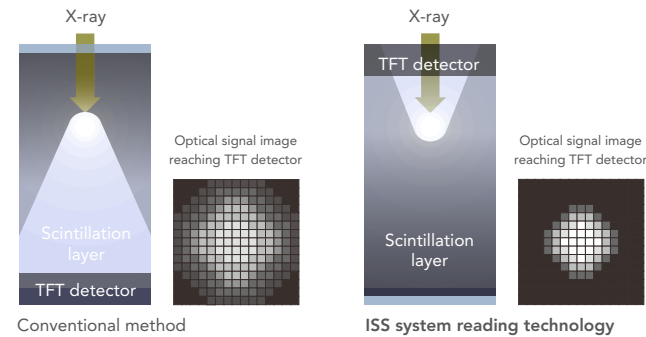 X-ray
Optical signal image
reaching TFT detector
Scintillation
layer
TFT detector
Conventional method
X-ray
TFT detector
Optical signal image
reaching TFT detector
Scintillation
layer
ISS system reading technology